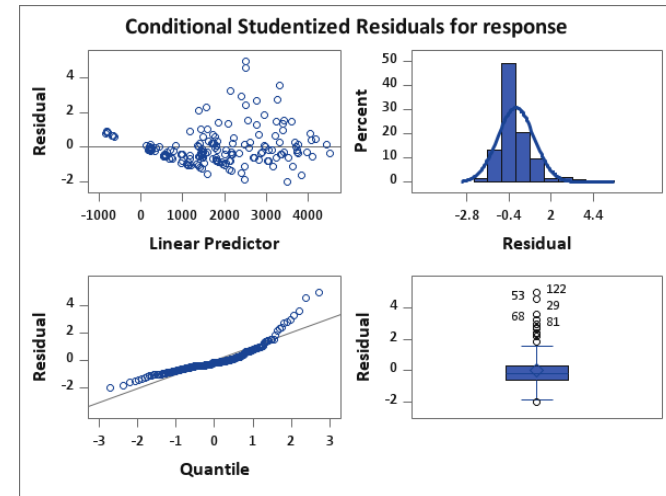 Conditional Studentized Residuals for response
Residual
4
2
0
-2
-1000 0 1000 2000 3000 4000
Linear Predictor
Percent
50
40
30
20
10
0
-2.8 -0.4 2 4.4
Residual
Residual
4
2
0
-2
-3 -2 -1 0 1 2 3
Quantile
Residual
4
2
0
-2
53 122
29
68 81